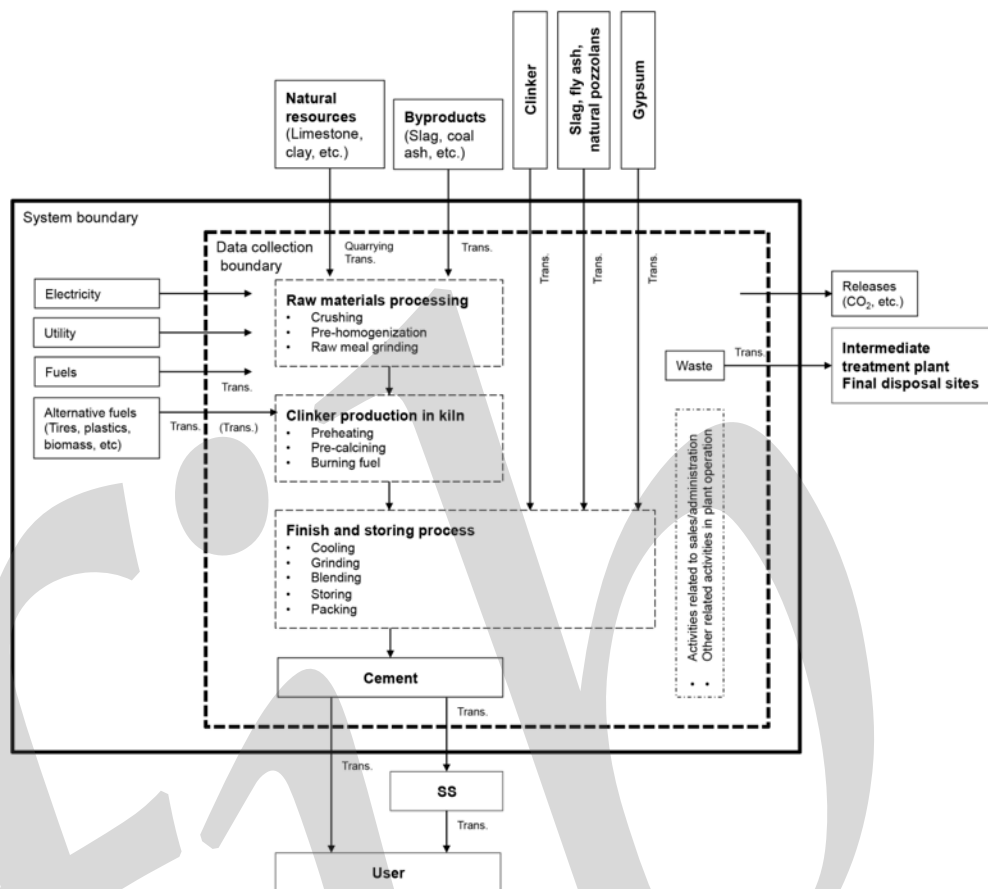 Natural
resources
(Limestone,
clay, etc.)
Byproducts
(Slag, coal
ash, etc.)
Clinker
Slag, fly ash,
natural pozzolans
Gypsum
System boundary
Data collection
boundary
Quarrying
Trans.
Trans.
Trans.
Trans.
Trans.
Electricity
Utility
Fuels
Trans.
Alternative fuels
(Tires, plastics,
biomass, etc)
Trans.
(Trans.)
Raw materials processing
• Crushing
• Pre-homogenization
• Raw meal grinding
Clinker production in kiln
• Preheating
• Pre-calcining
• Burning fuel
Finish and storing process
• Cooling
• Grinding
• Blending
• Storing
• Packing
Releases
(CO₂, etc.)
Waste
Trans.
Intermediate
treatment plant
Final disposal sites
• Activities related to sales/administration
• Other related activities in plant operation
Cement
Trans.
Trans.
SS
Trans.
User
fib